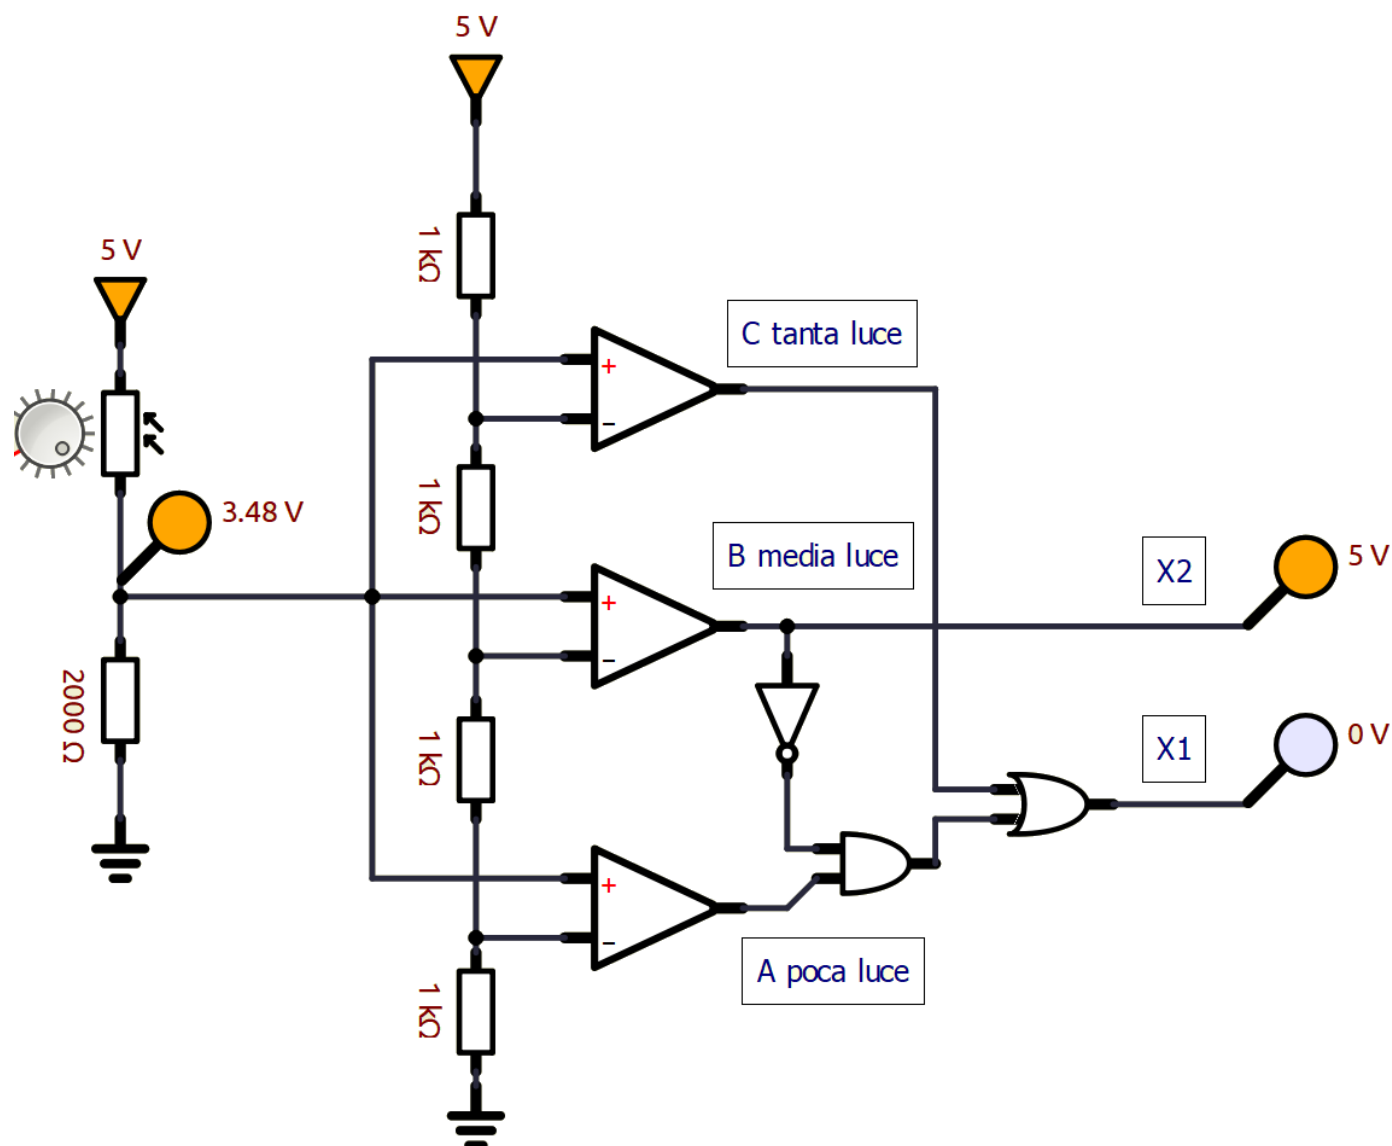 5 V
5 V
1 kΩ
+
-
C tanta luce
3.48 V
1 kΩ
B media luce
+
-
X2
5 V
2000 Ω
1 kΩ
X1
0 V
+
-
A poca luce
1 kΩ